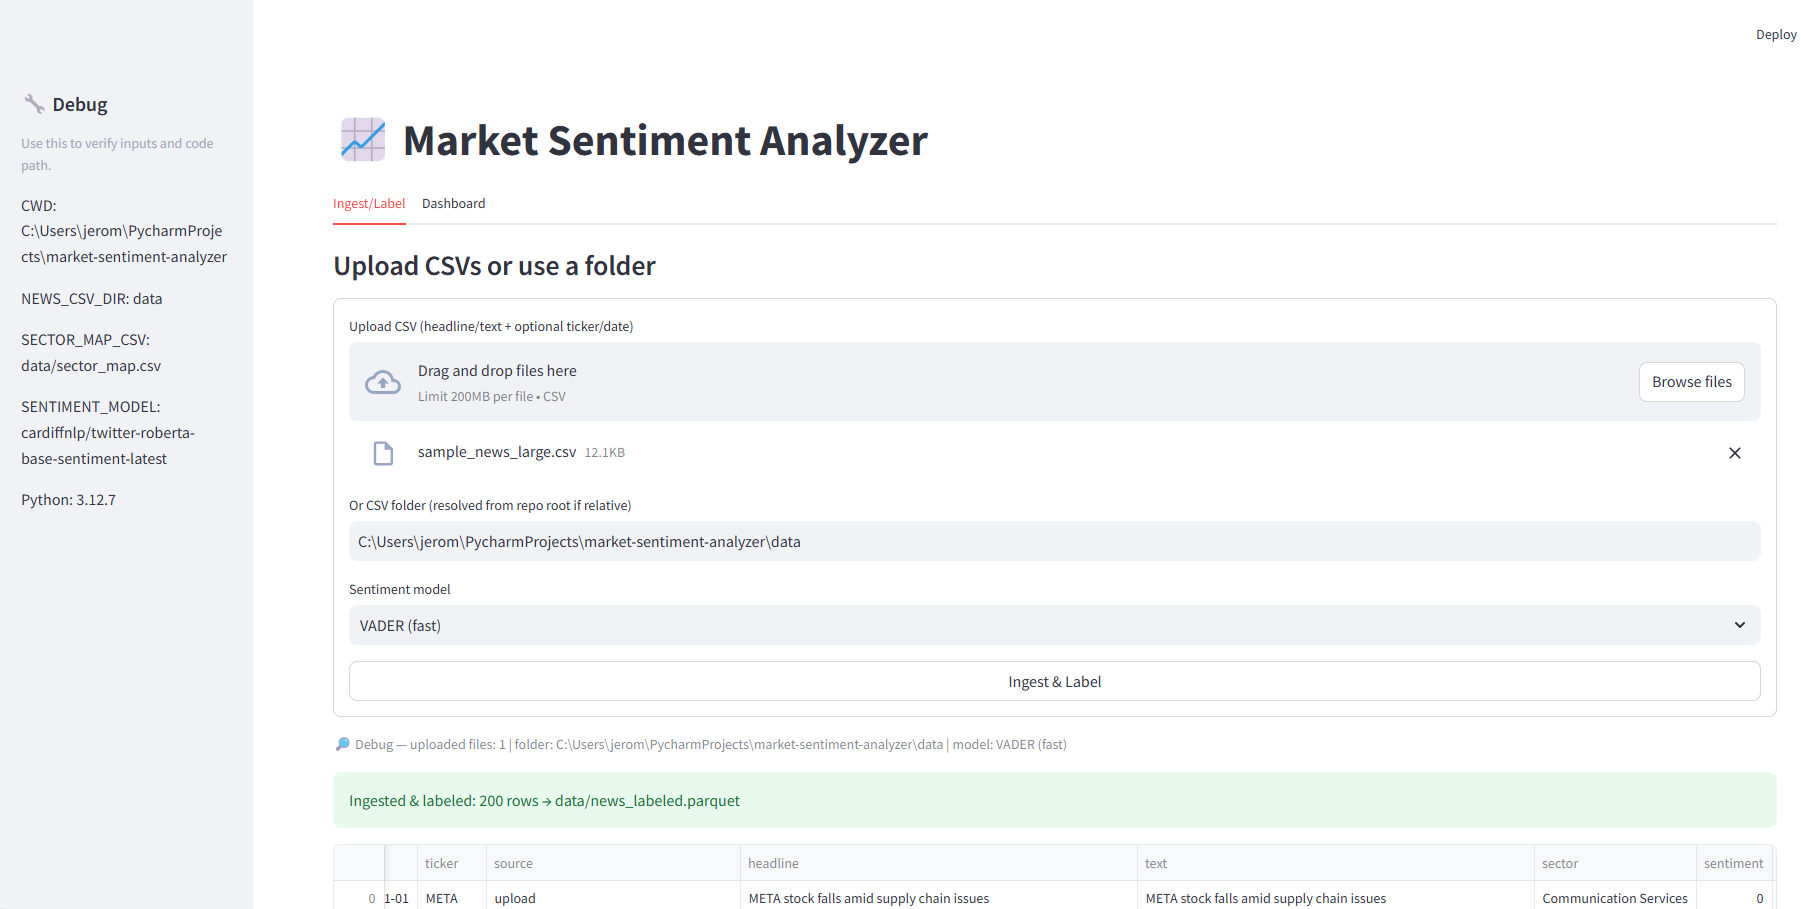 Deploy
Debug
Use this to verify inputs and code
path.
CWD:
C:\Users\jerom\PycharmProje
cts\market-sentiment-analyzer
NEWS_CSV_DIR: data
SECTOR_MAP_CSV:
data/sector_map.csv
SENTIMENT_MODEL:
cardiffnlp/twitter-roberta-
base-sentiment-latest
Python: 3.12.7
Market Sentiment Analyzer
Ingest/Label Dashboard
Upload CSVs or use a folder
Upload CSV (headline/text + optional ticker/date)
Drag and drop files here
Limit 200MB per file • CSV
Browse files
sample_news_large.csv 12.1KB
Or CSV folder (resolved from repo root if relative)
C:\Users\jerom\PycharmProjects\market-sentiment-analyzer\data
Sentiment model
VADER (fast)
Ingest & Label
Debug — uploaded files: 1 | folder: C:\Users\jerom\PycharmProjects\market-sentiment-analyzer\data | model: VADER (fast)
Ingested & labeled: 200 rows → data/news_labeled.parquet
ticker source headline text sector sentiment
0 1-01 META upload META stock falls amid supply chain issues META stock falls amid supply chain issues Communication Services 0